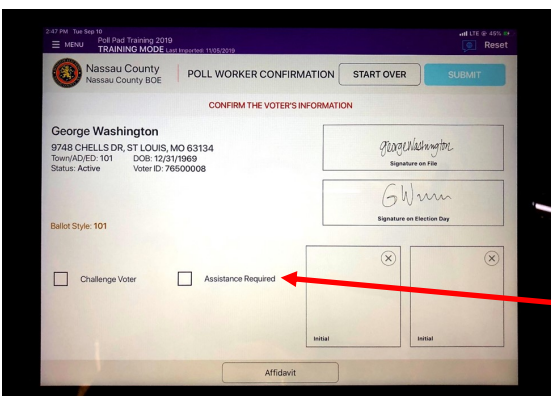 2:47 PM Tue Sep 10
LTE 45%
MENU
Poll Pad Training 2019
TRAINING MODE Last Imported: 11/05/2019
Reset
Nassau County
Nassau County BOE
POLL WORKER CONFIRMATION
START OVER
SUBMIT
CONFIRM THE VOTER'S INFORMATION
George Washington
9748 CHELLS DR, ST LOUIS, MO 63134
Town/AD/ED: 101 DOB: 12/31/1969
Status: Active Voter ID: 76500008
georgeWashington
Signature on File
GW
Signature on Election Day
Ballot Style: 101
Challenge Voter
Assistance Required
Initial
Initial
Affidavit